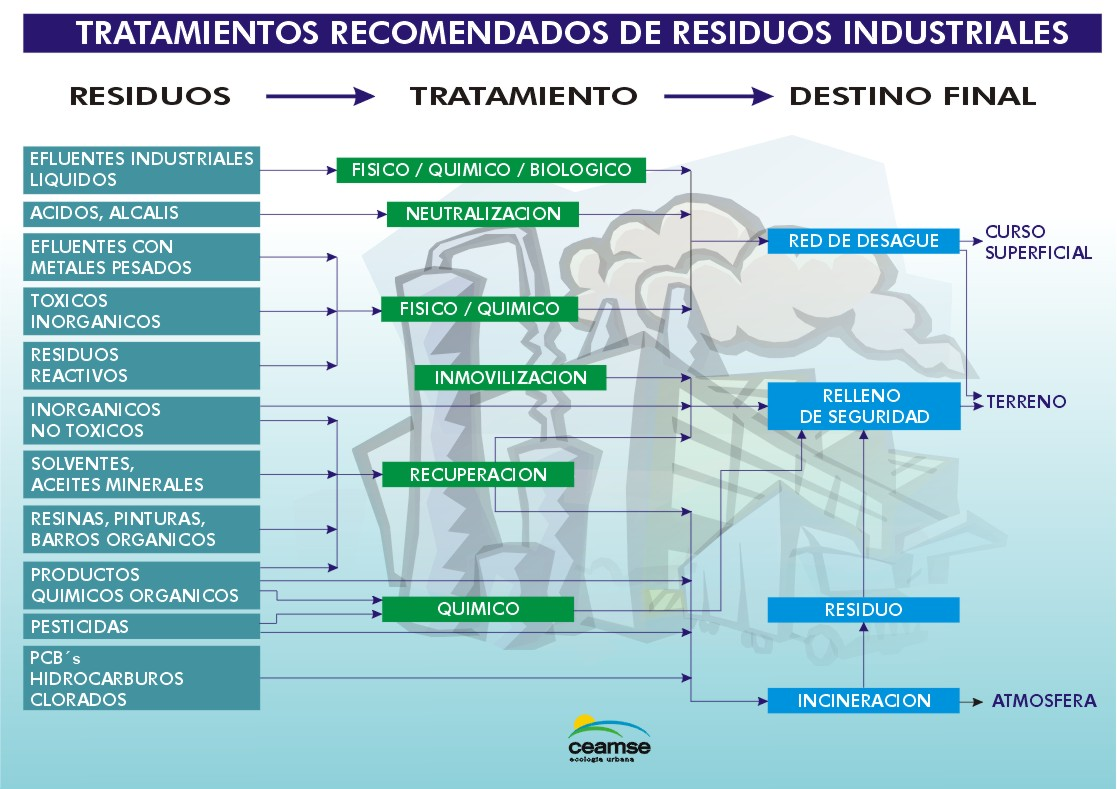 TRATAMIENTOS RECOMENDADOS DE RESIDUOS INDUSTRIALES
RESIDUOS
TRATAMIENTO
DESTINO FINAL
EFLUENTES INDUSTRIALES
LIQUIDOS
FISICO / QUIMICO / BIOLOGICO
ACIDOS, ALCALIS
NEUTRALIZACION
EFLUENTES CON
METALES PESADOS
RED DE DESAGUE
CURSO
SUPERFICIAL
TOXICOS
INORGANICOS
FISICO / QUIMICO
RESIDUOS
REACTIVOS
INMOVILIZACION
INORGANICOS
NO TOXICOS
RELLENO
DE SEGURIDAD
TERRENO
SOLVENTES,
ACEITES MINERALES
RECUPERACION
RESINAS, PINTURAS,
BARROS ORGANICOS
PRODUCTOS
QUIMICOS ORGANICOS
QUIMICO
RESIDUO
PESTICIDAS
PCB´s
HIDROCARBUROS
CLORADOS
INCINERACION
ATMOSFERA
ceamse
ecología urbana